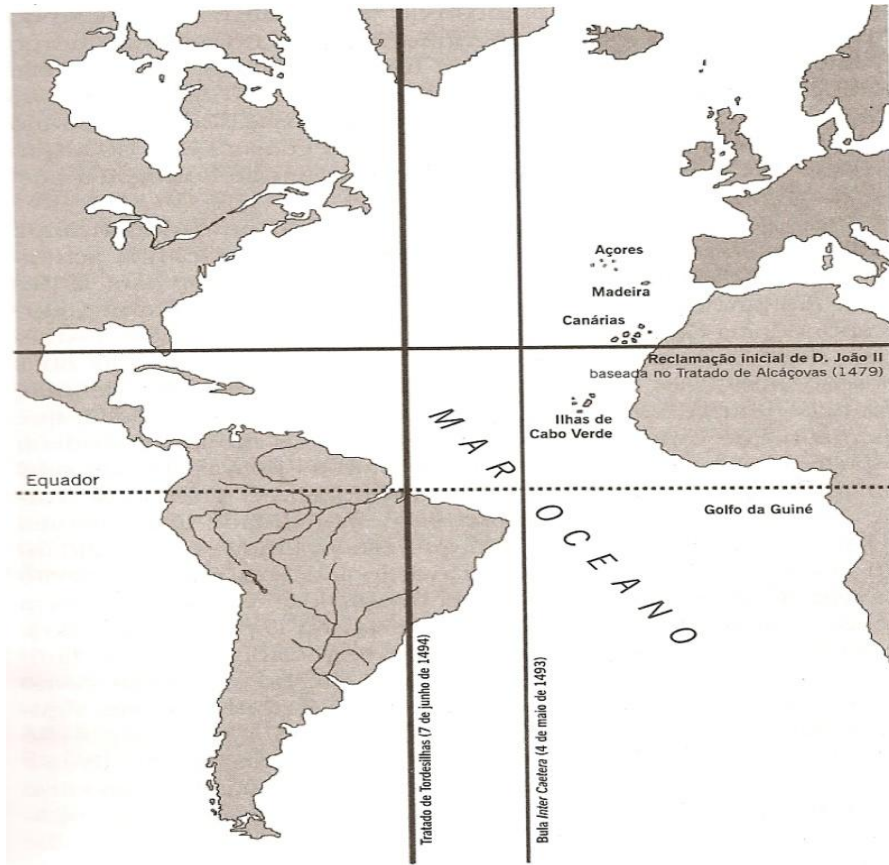 Açores
Madeira
Canárias
Reclamação inicial de D. João II
baseada no Tratado de Alcáçovas (1479)
Ilhas de
Cabo Verde
MAR
Equador
Golfo da Guiné
OCEANO
Tratado de Tordesilhas (7 de junho de 1494)
Bula Inter Caetera (4 de maio de 1493)